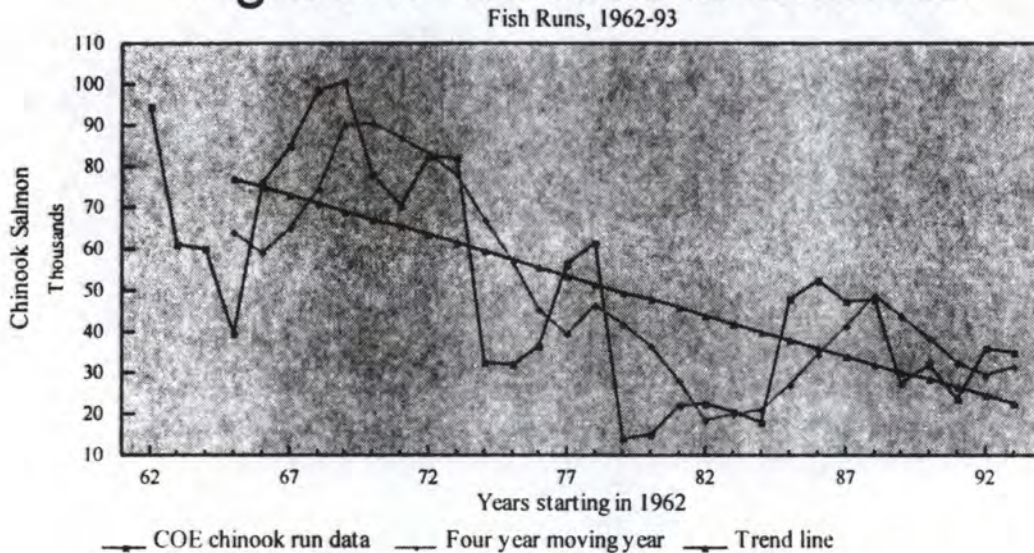 Fish Runs, 1962-93
110
100
90
80
70
60
50
40
30
20
10
Chinook Salmon
Thousands
62 67 72 77 82 87 92
Years starting in 1962
COE chinook run data Four year moving year Trend line